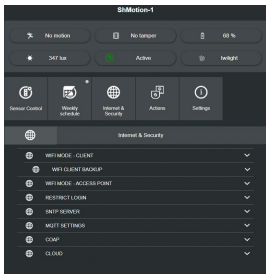 ShMotion-1
No motion
No tamper
68 %
347 lux
Active
twilight
Sensor Control
Weekly
schedule
Internet &
Security
Actions
Settings
Internet & Security
WIFI MODE - CLIENT
WIFI CLIENT BACKUP
WIFI MODE - ACCESS POINT
RESTRICT LOGIN
SNTP SERVER
MQTT SETTINGS
COAP
CLOUD